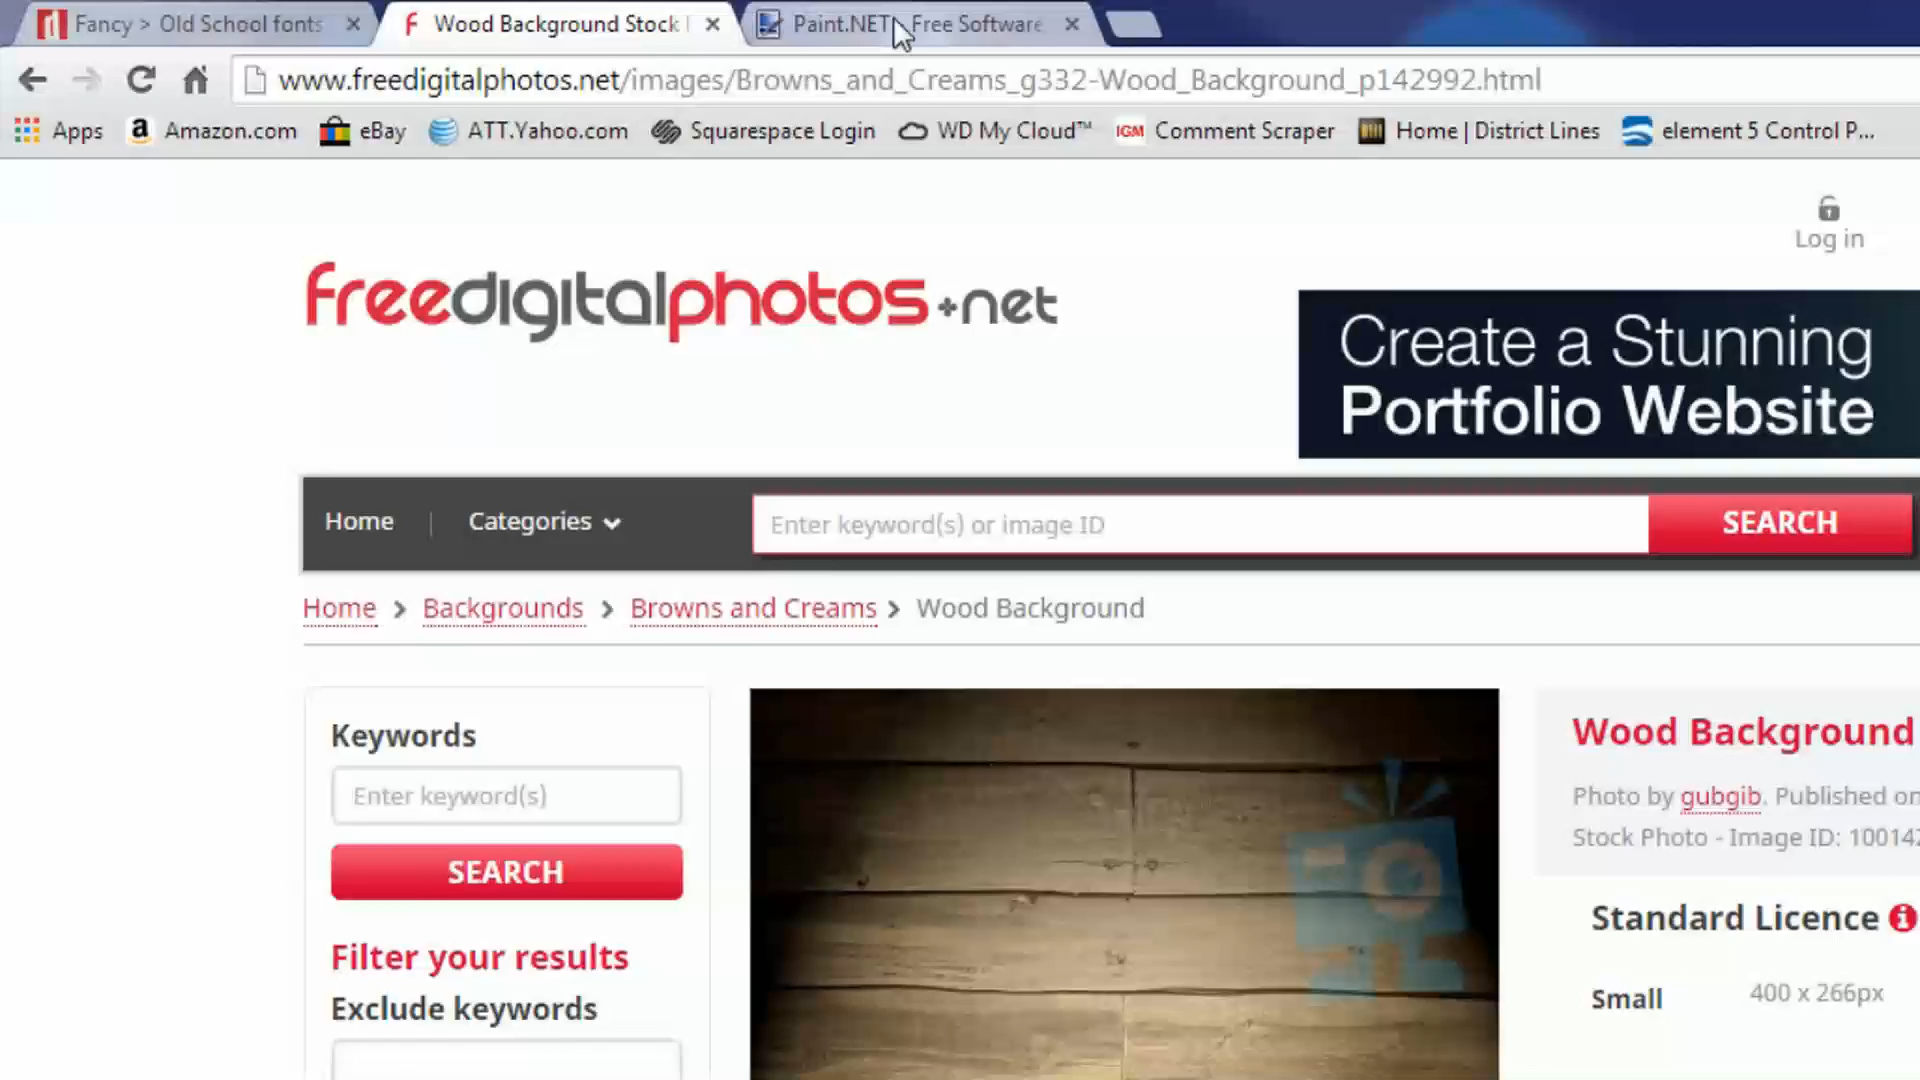 Fancy > Old School fonts
Wood Background Stock
Paint.NET - Free Software
www.freedigitalphotos.net/images/Browns_and_Creams_g332-Wood_Background_p142992.html
Apps
Amazon.com
eBay
ATT.Yahoo.com
Squarespace Login
WD My Cloud™
IGM Comment Scraper
Home | District Lines
element 5 Control P...
Log in
freedigitalphotos.net
Create a Stunning
Portfolio Website
Home
Categories
Enter keyword(s) or image ID
SEARCH
Home > Backgrounds > Browns and Creams > Wood Background
Keywords
Enter keyword(s)
SEARCH
Filter your results
Exclude keywords
Wood Background
Photo by gubgib. Published on
Stock Photo - Image ID: 100142
Standard Licence
Small 400 x 266px